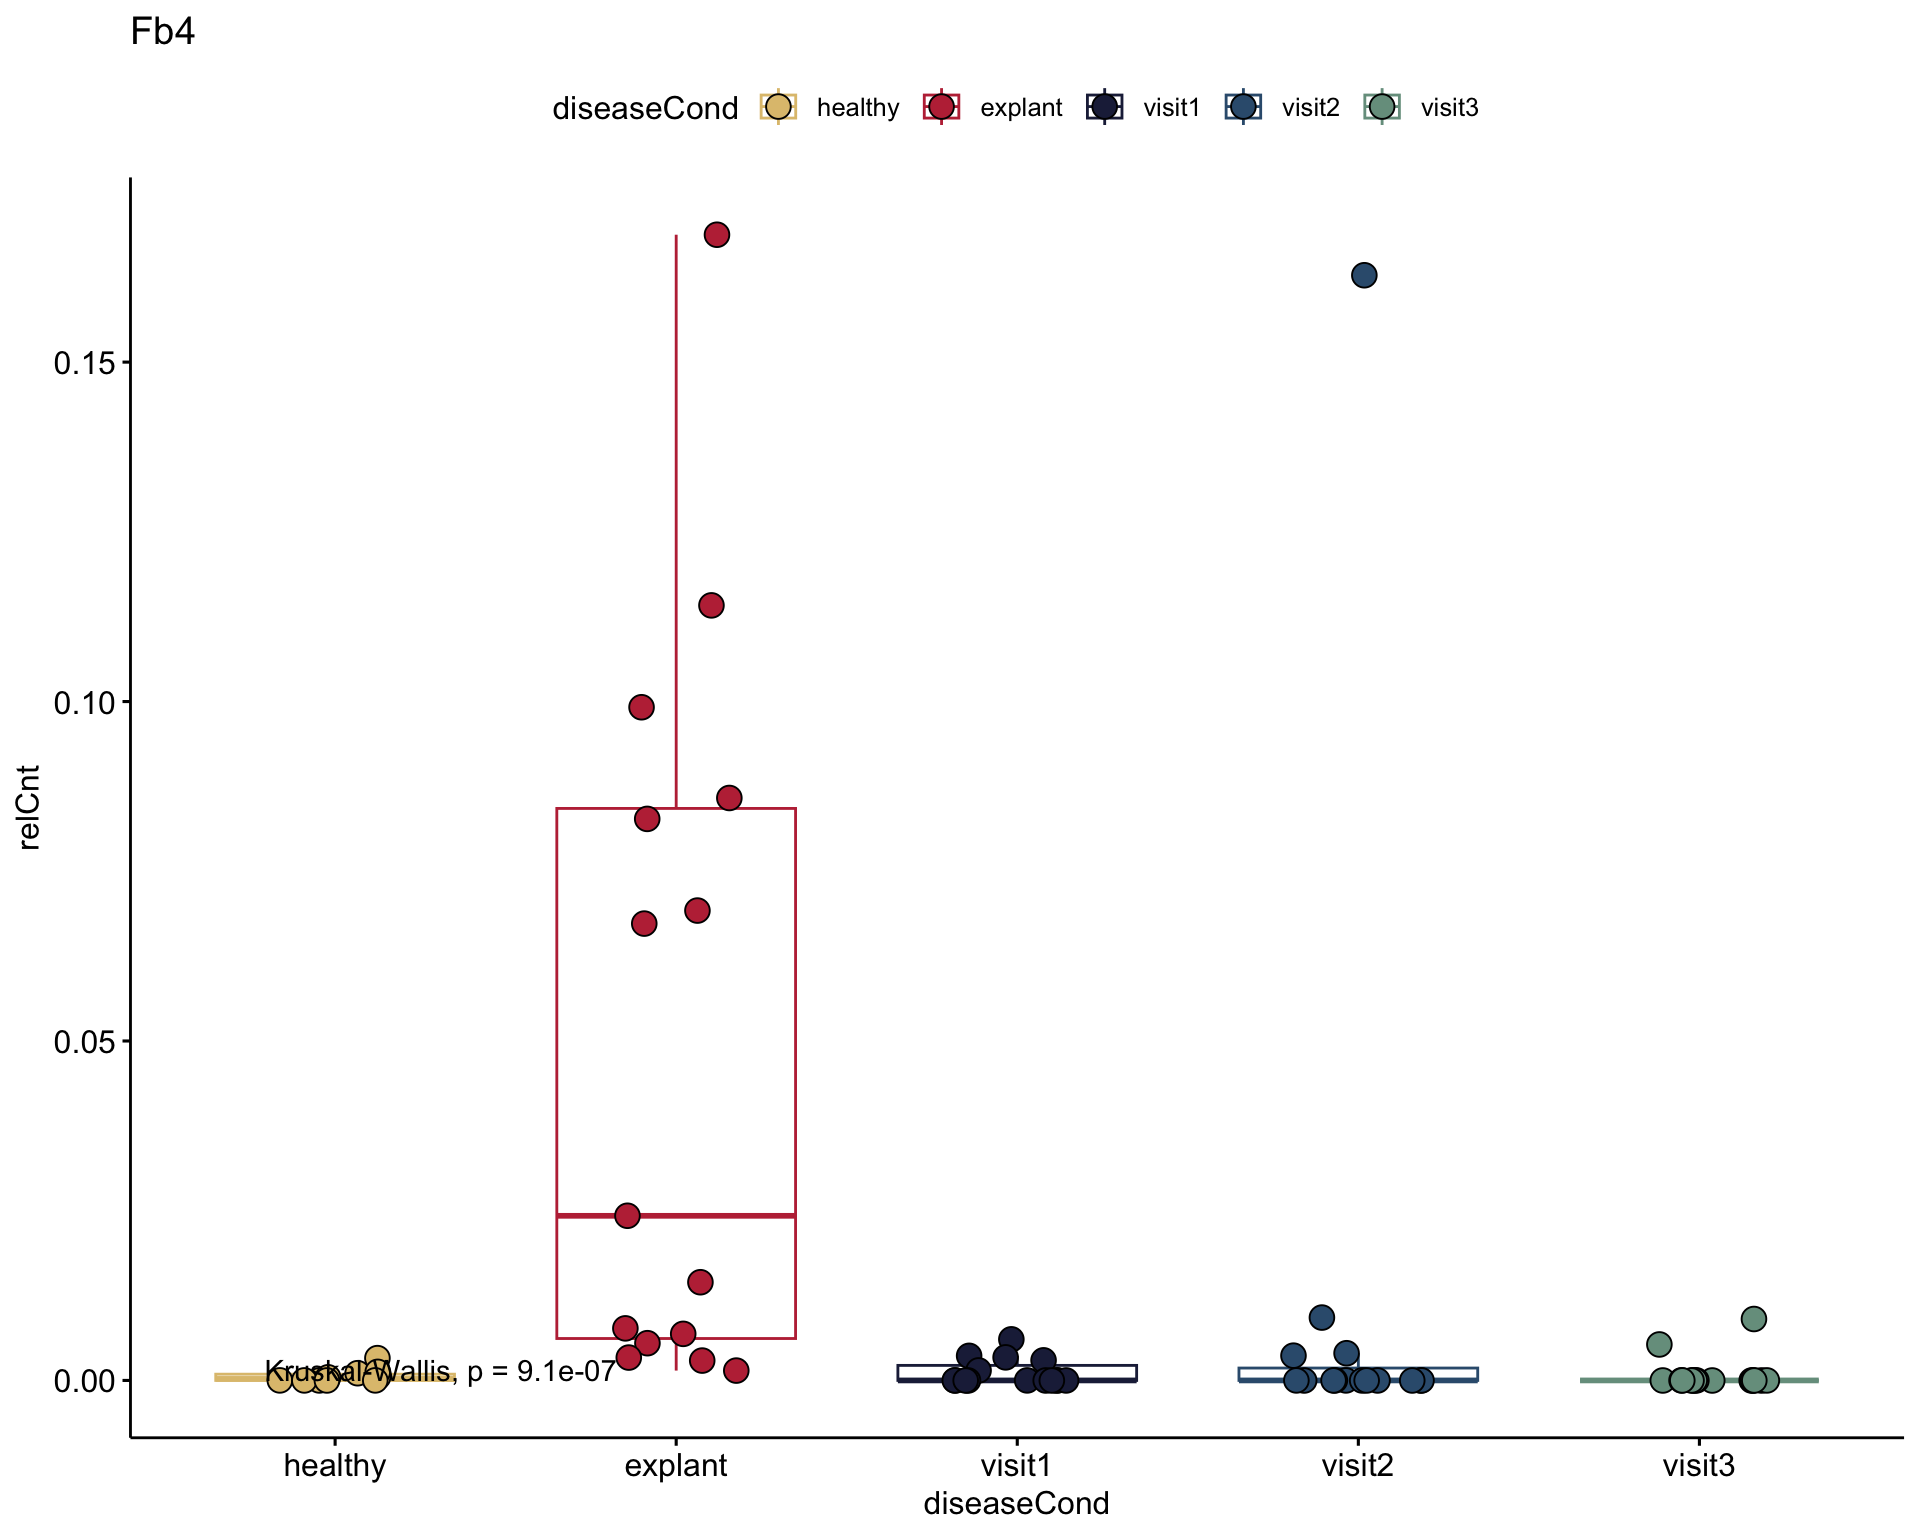 Fb4
diseaseCond healthy explant visit1 visit2 visit3
0.15
0.10
0.05
0.00
relCnt
Kruskal-Wallis, p = 9.1e-07
healthy explant visit1 visit2 visit3
diseaseCond